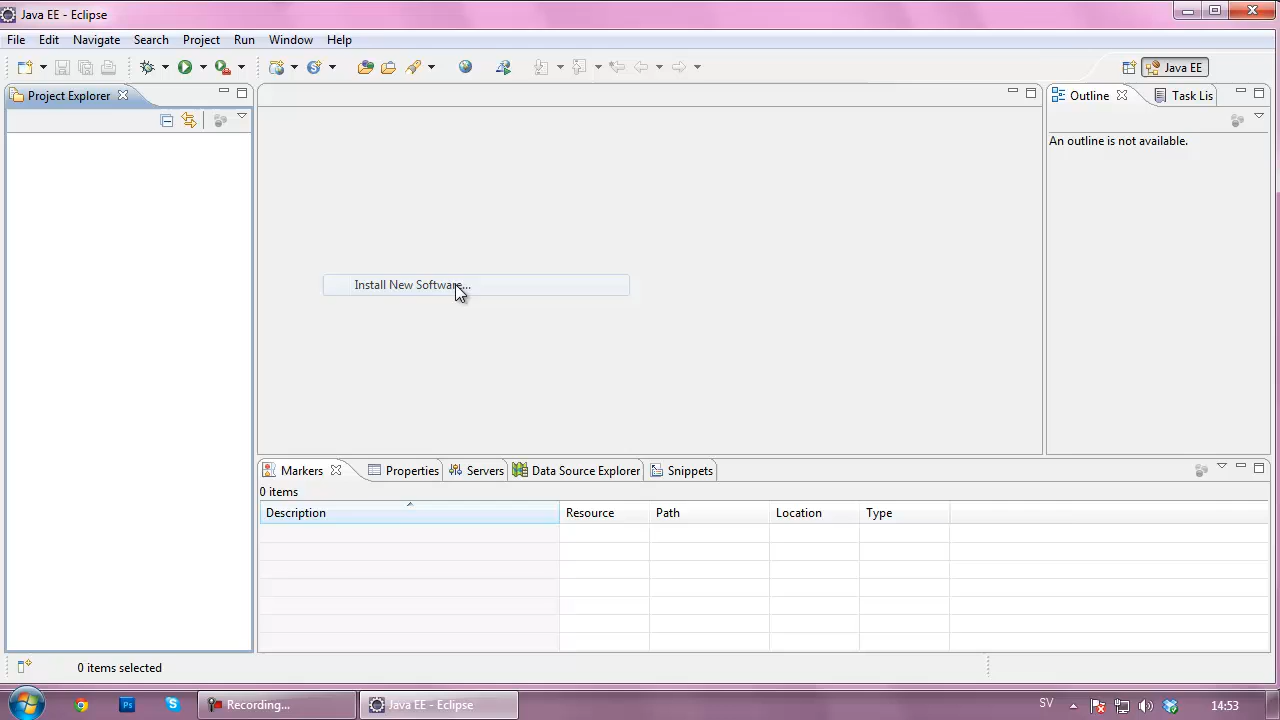 Java EE - Eclipse
File Edit Navigate Search Project Run Window Help
Java EE
Project Explorer
Outline Task Lis
An outline is not available.
Install New Software...
Markers Properties Servers Data Source Explorer Snippets
0 items
Description Resource Path Location Type
0 items selected
Ps Recording... Java EE - Eclipse SV 14:53